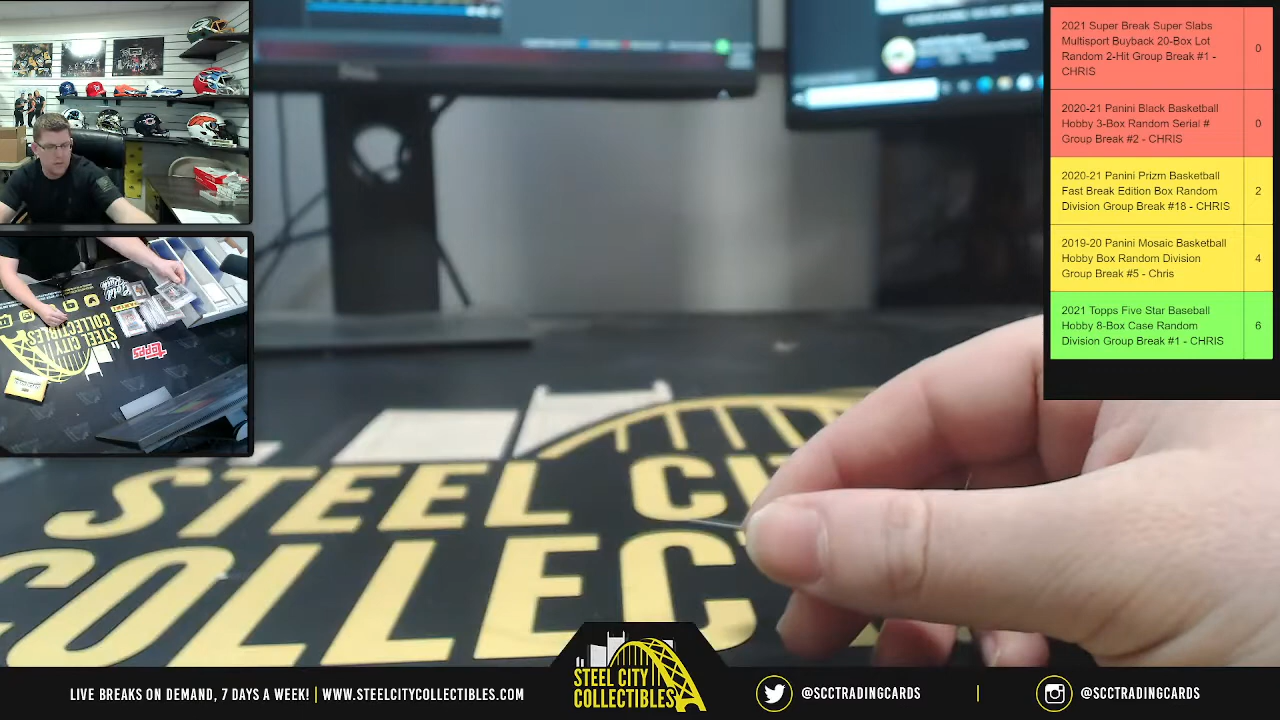 2021 Super Break Super Slabs
Multisport Buyback 20-Box Lot
Random 2-Hit Group Break #1 -
CHRIS
0
2020-21 Panini Black Basketball
Hobby 3-Box Random Serial #
Group Break #2 - CHRIS
0
2020-21 Panini Prizm Basketball
Fast Break Edition Box Random
Division Group Break #18 - CHRIS
2
2019-20 Panini Mosaic Basketball
Hobby Box Random Division
Group Break #5 - Chris
4
2021 Topps Five Star Baseball
Hobby 8-Box Case Random
Division Group Break #1 - CHRIS
6
STEEL CITY
COLLECTIBLES
Topps
STEEL
COLLEC
LIVE BREAKS ON DEMAND, 7 DAYS A WEEK! | WWW.STEELCITYCOLLECTIBLES.COM
STEEL CITY
COLLECTIBLES
@SCCTRADINGCARDS
@SCCTRADINGCARDS